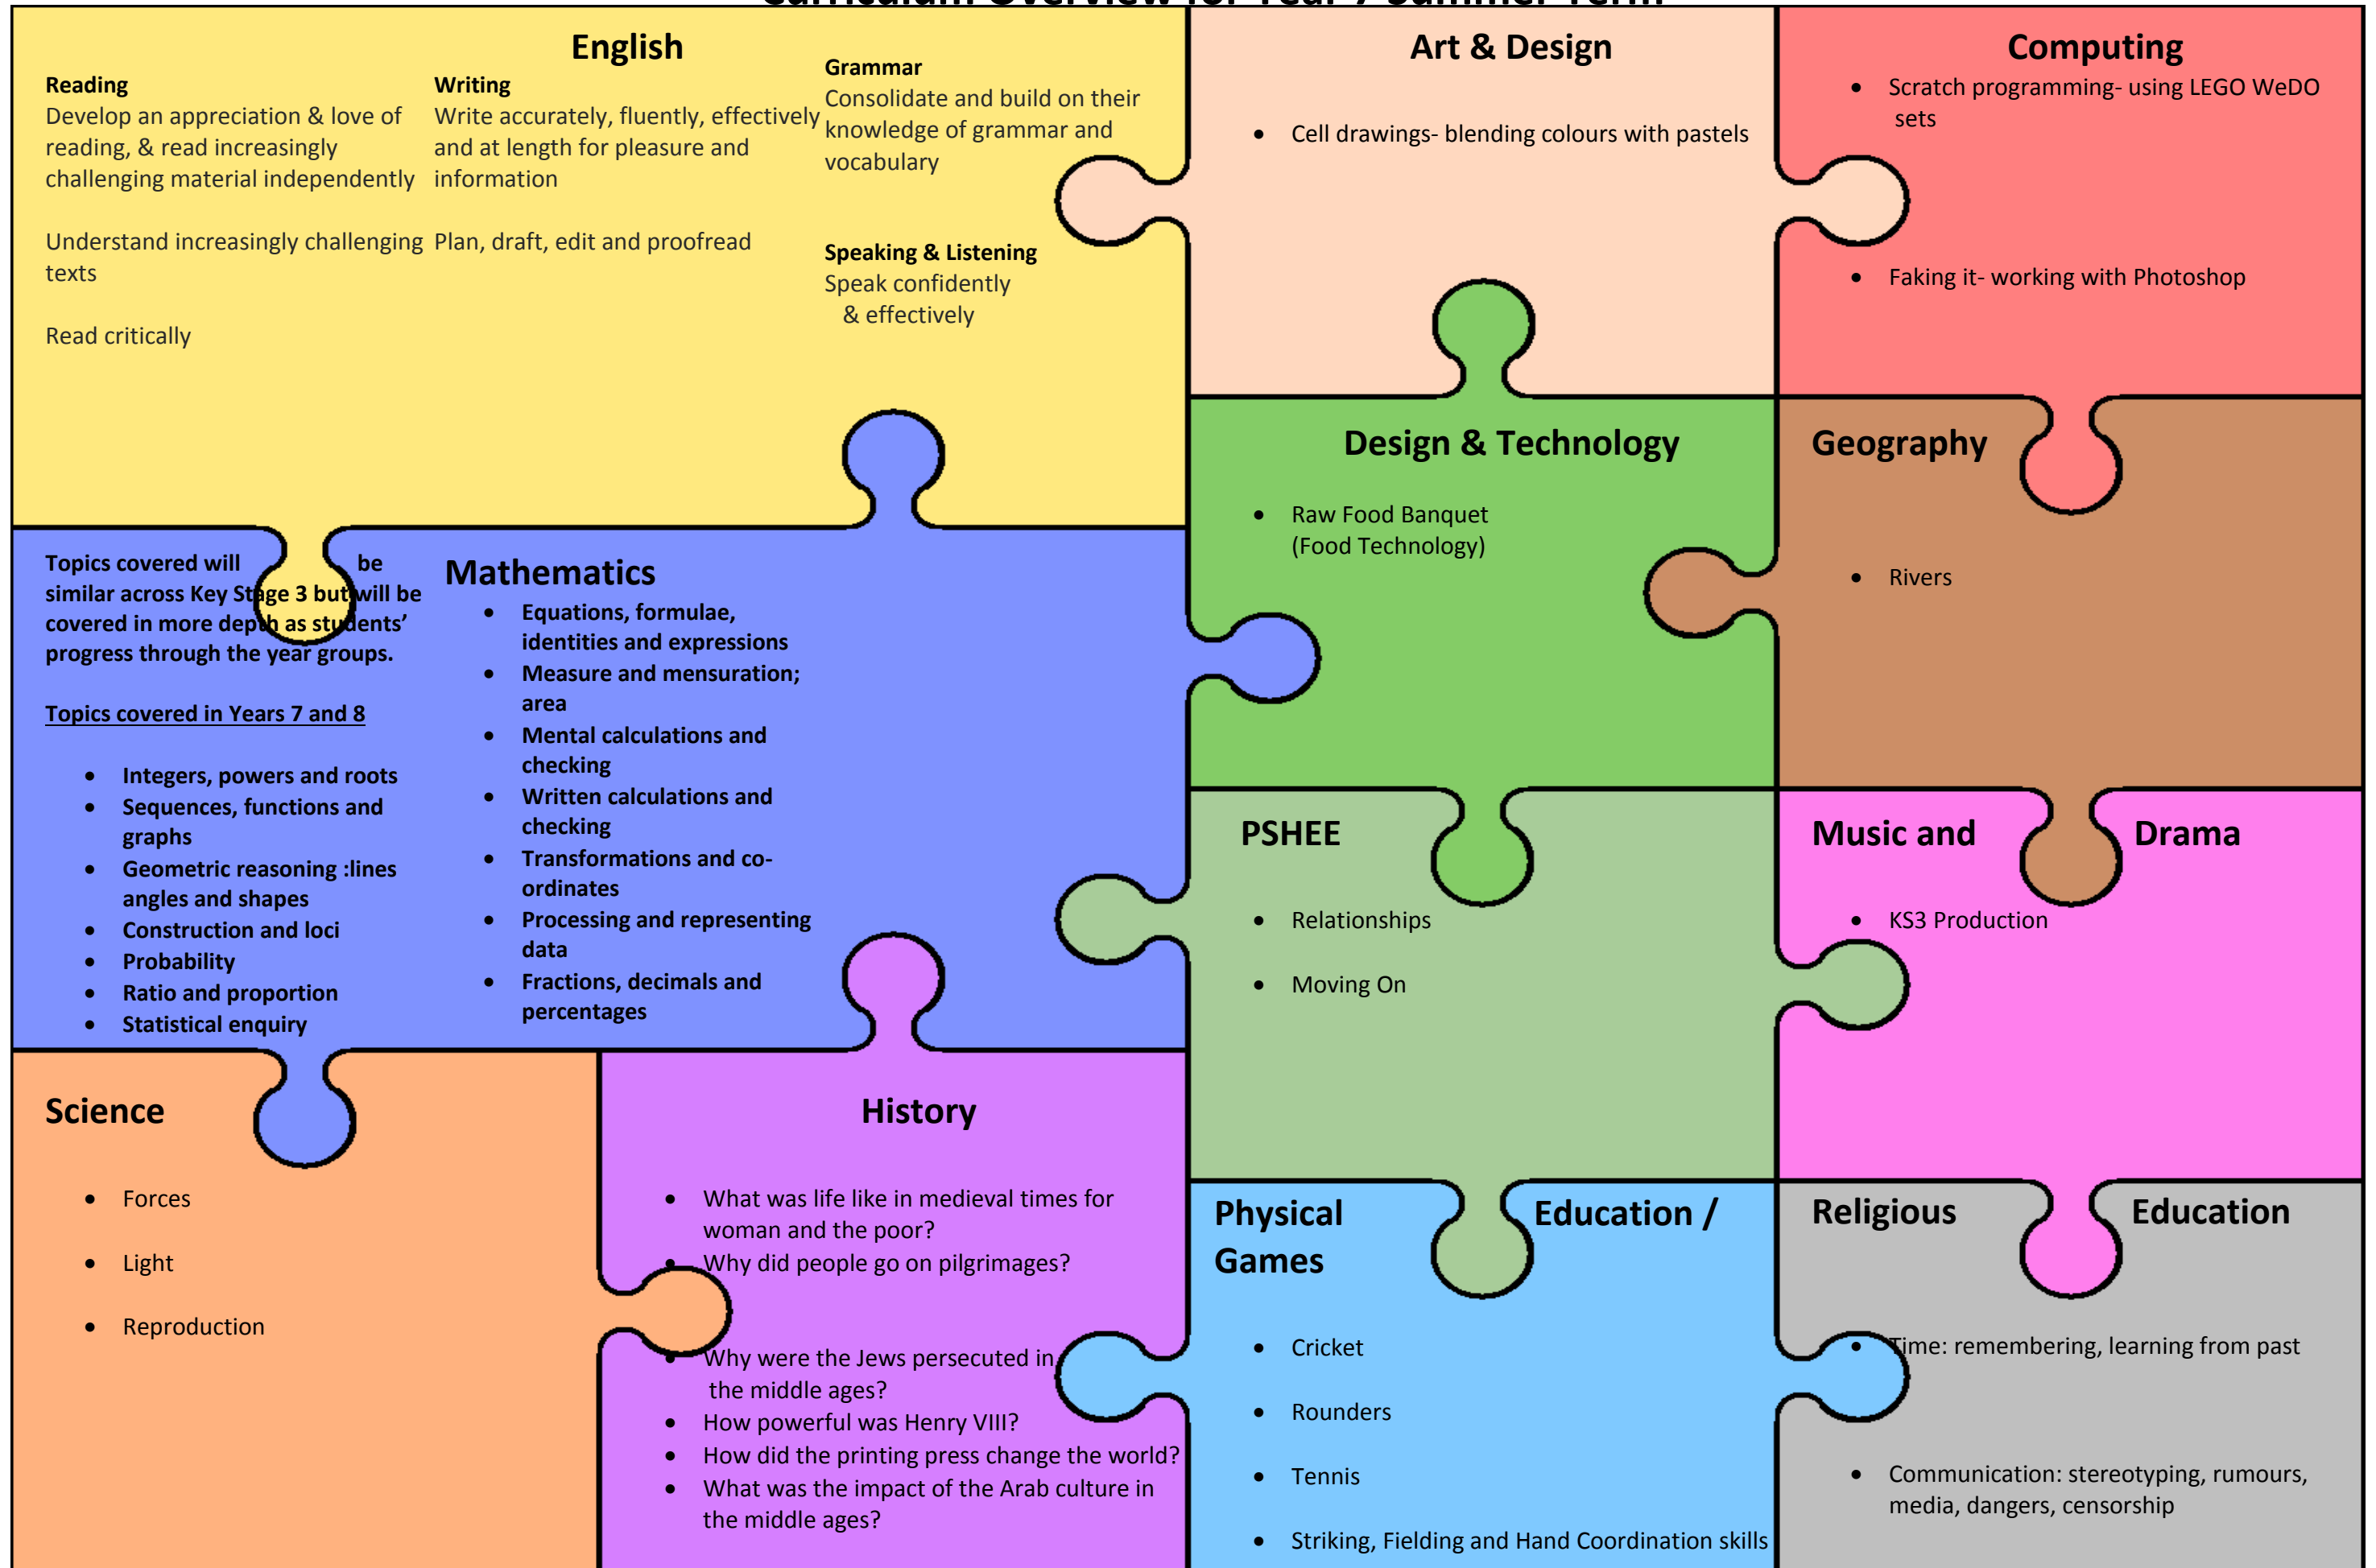 Curriculum Overview for Year 7 Summer Term
English
Reading
Develop an appreciation & love of
reading, & read increasingly
challenging material independently
Understand increasingly challenging
texts
Read critically
Writing
Write accurately, fluently, effectively
and at length for pleasure and
information
Plan, draft, edit and proofread
Grammar
Consolidate and build on their
knowledge of grammar and
vocabulary
Speaking & Listening
Speak confidently
& effectively
Art & Design
• Cell drawings- blending colours with pastels
Computing
• Scratch programming- using LEGO WeDO
sets
• Faking it- working with Photoshop
Design & Technology
• Raw Food Banquet
(Food Technology)
Geography
• Rivers
Topics covered will be
similar across Key Stage 3 but will be
covered in more depth as students’
progress through the year groups.
Topics covered in Years 7 and 8
• Integers, powers and roots
• Sequences, functions and
graphs
• Geometric reasoning :lines
angles and shapes
• Construction and loci
• Probability
• Ratio and proportion
• Statistical enquiry
Mathematics
• Equations, formulae,
identities and expressions
• Measure and mensuration;
area
• Mental calculations and
checking
• Written calculations and
checking
• Transformations and co-
ordinates
• Processing and representing
data
• Fractions, decimals and
percentages
PSHEE
• Relationships
• Moving On
Music and Drama
• KS3 Production
Science
• Forces
• Light
• Reproduction
History
• What was life like in medieval times for
woman and the poor?
• Why did people go on pilgrimages?
• Why were the Jews persecuted in
the middle ages?
• How powerful was Henry VIII?
• How did the printing press change the world?
• What was the impact of the Arab culture in
the middle ages?
Physical Education /
Games
• Cricket
• Rounders
• Tennis
• Striking, Fielding and Hand Coordination skills
Religious Education
• Time: remembering, learning from past
• Communication: stereotyping, rumours,
media, dangers, censorship